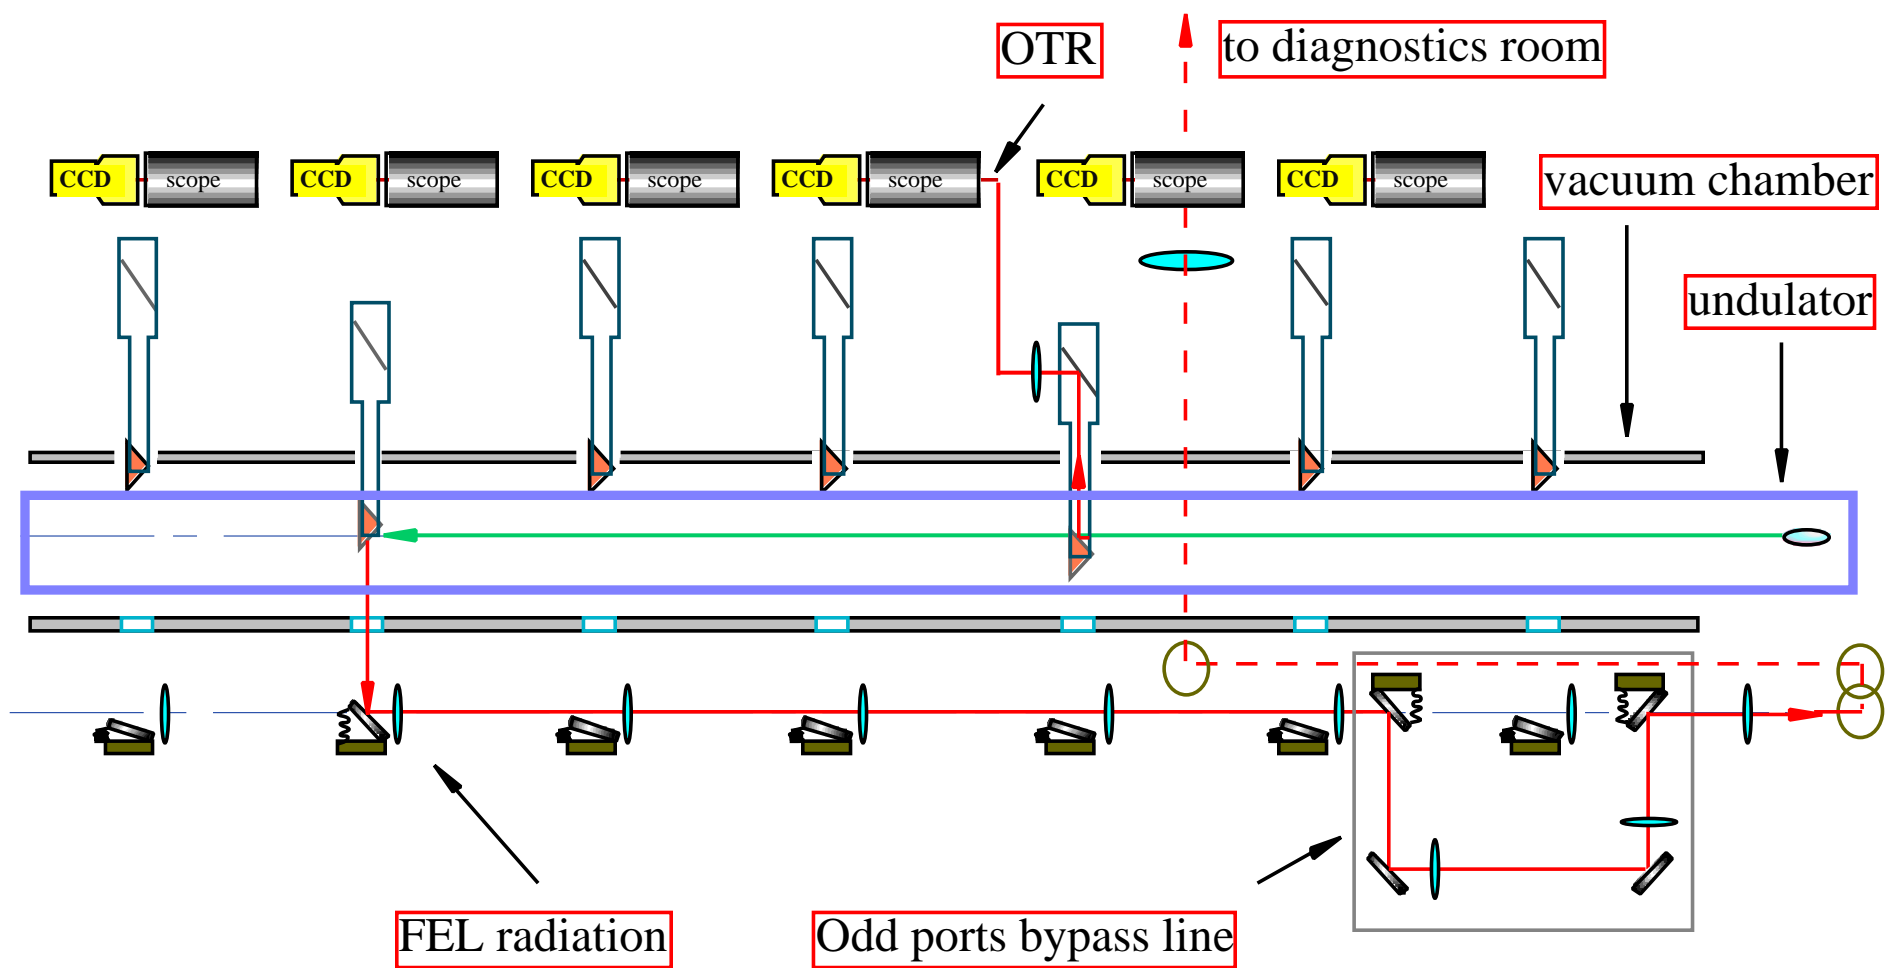 OTR
to diagnostics room
CCD scope
CCD scope
CCD scope
CCD scope
CCD scope
CCD scope
vacuum chamber
undulator
FEL radiation
Odd ports bypass line